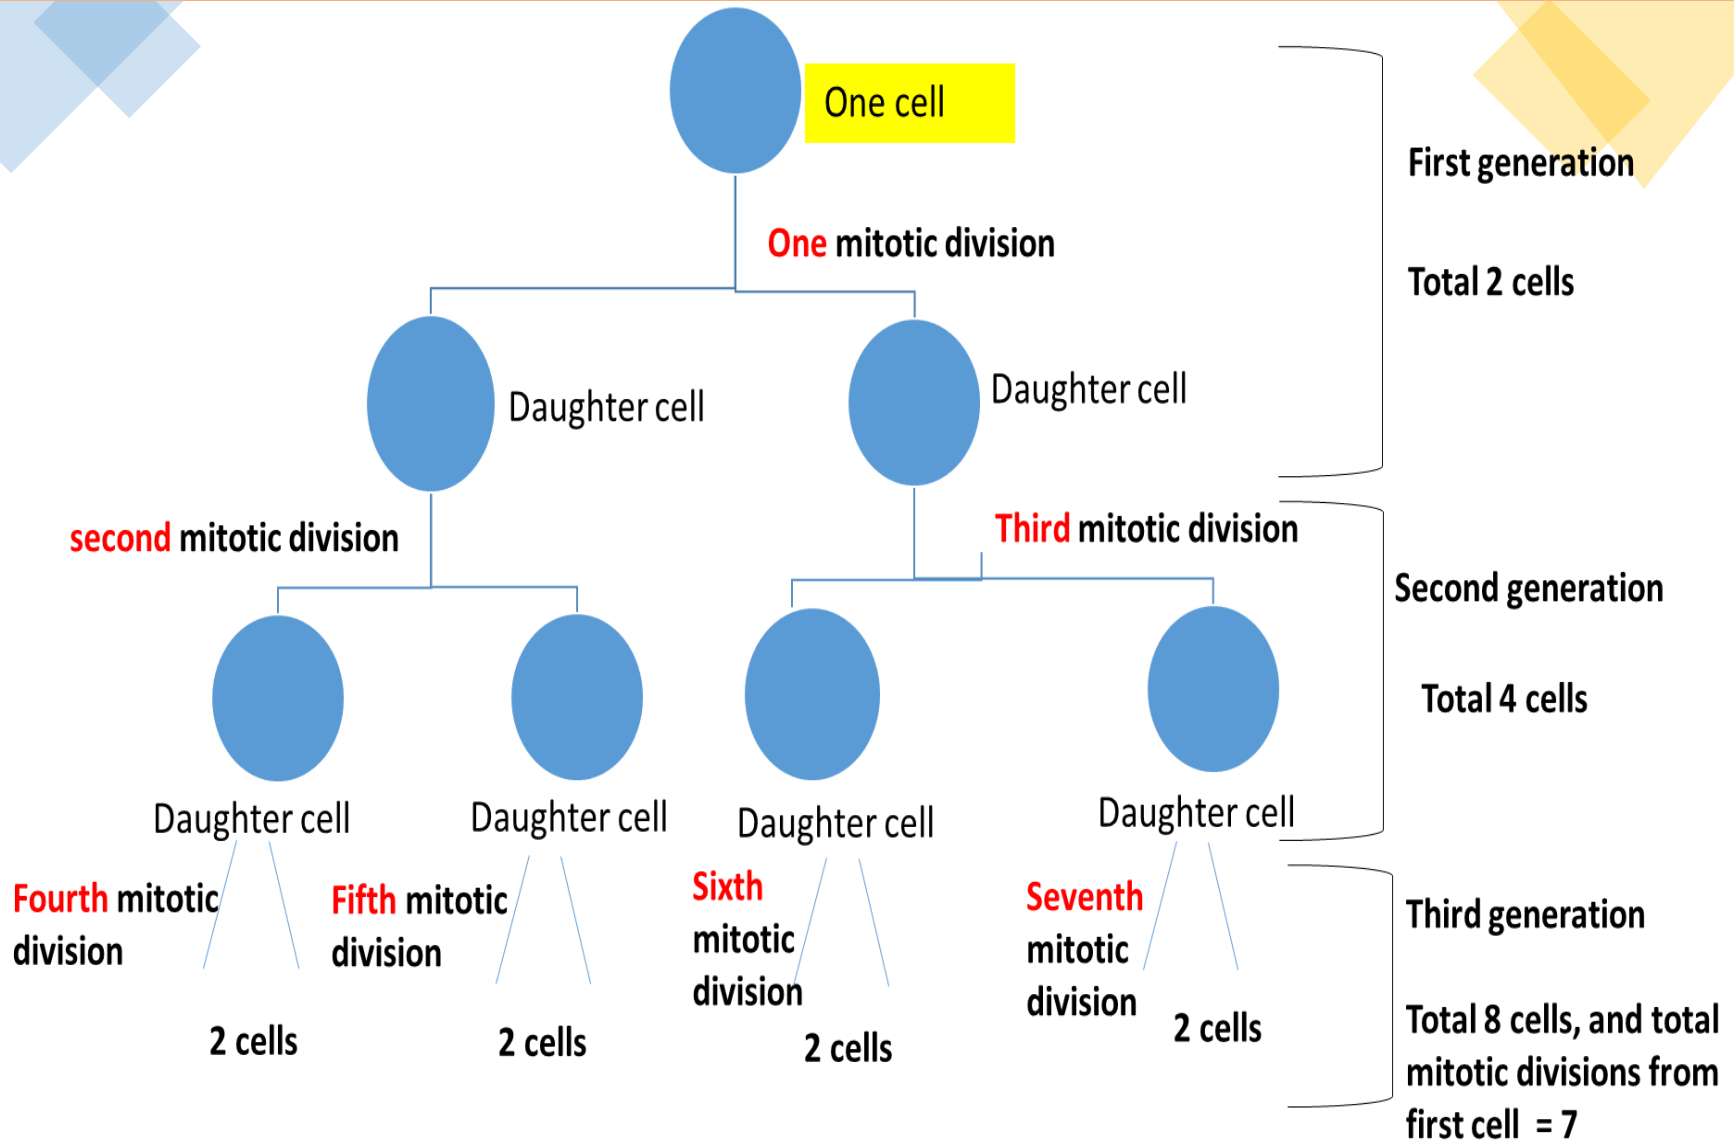 One cell
First generation
One mitotic division
Total 2 cells
Daughter cell
Daughter cell
second mitotic division
Third mitotic division
Second generation
Total 4 cells
Daughter cell
Daughter cell
Daughter cell
Daughter cell
Fourth mitotic
division
Fifth mitotic
division
Sixth
mitotic
division
Seventh
mitotic
division
Third generation
2 cells
2 cells
2 cells
2 cells
Total 8 cells, and total
mitotic divisions from
first cell = 7